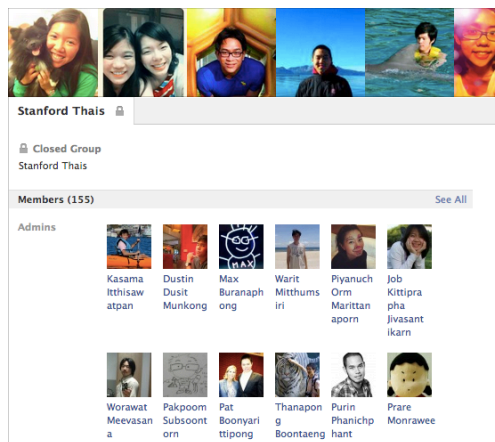 Stanford Thais
Closed Group
Stanford Thais
Members (155)
See All
Admins
Kasama
Itthisaw
atpan
Dustin
Dusit
Munkong
Max
Buranaph
ong
Warit
Mitthums
iri
Piyanuch
Orm
Marittan
aporn
Job
Kittipra
pha
Jivasant
ikarn
MAX
Worawat
Meevasan
a
Pakpoom
Subsoont
orn
Pat
Boonyari
ttipong
Thanapon
g
Boontaeng
Purin
Phanichp
hant
Prare
Monrawee